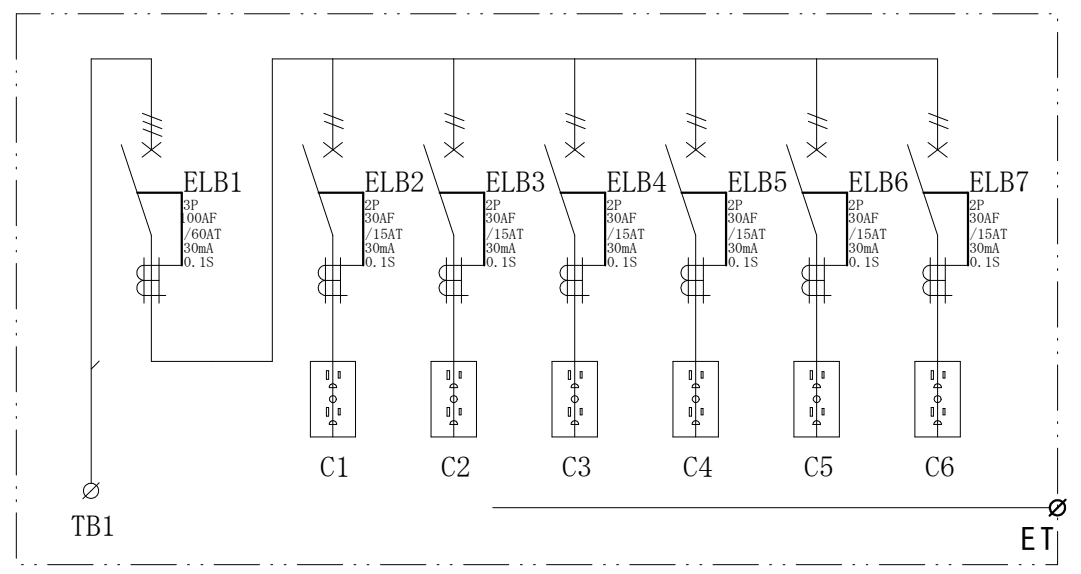 ELB1
3P
100AF
/60AT
30mA
0.1S
ELB2
2P
30AF
/15AT
30mA
0.1S
ELB3
2P
30AF
/15AT
30mA
0.1S
ELB4
2P
30AF
/15AT
30mA
0.1S
ELB5
2P
30AF
/15AT
30mA
0.1S
ELB6
2P
30AF
/15AT
30mA
0.1S
ELB7
2P
30AF
/15AT
30mA
0.1S
C1
C2
C3
C4
C5
C6
TB1
ET